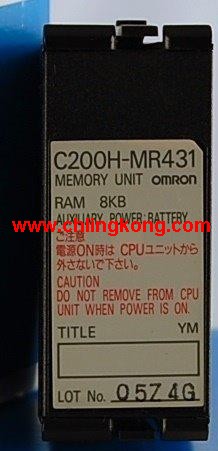 C200H-MR431
MEMORY UNIT OMRON
RAM 8KB
www.chlingkong.com
AUXILIARY POWER:BATTERY
ご注意
電源ON時は CPUユニットから
外さないで下さい。
CAUTION
DO NOT REMOVE FROM CPU
UNIT WHEN POWER IS ON.
TITLE YM
LOT No. 0574G